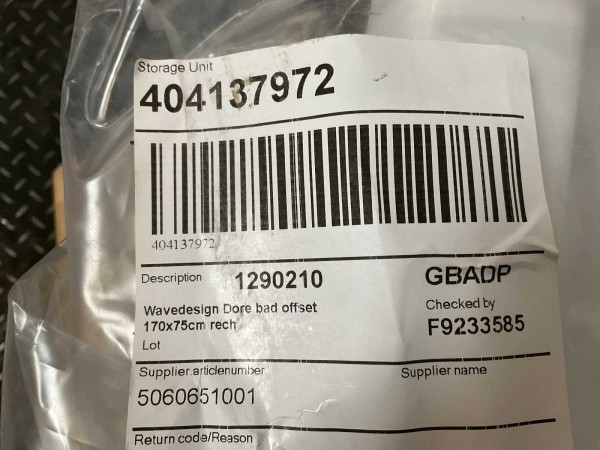 Storage Unit
404137972
404137972
Description 1290210 GBADP
Wavedesign Dore bad offset
170x75cm rech
Checked by
F9233585
Lot
Supplier.articlenumber Supplier name
5060651001
Return code/Reason